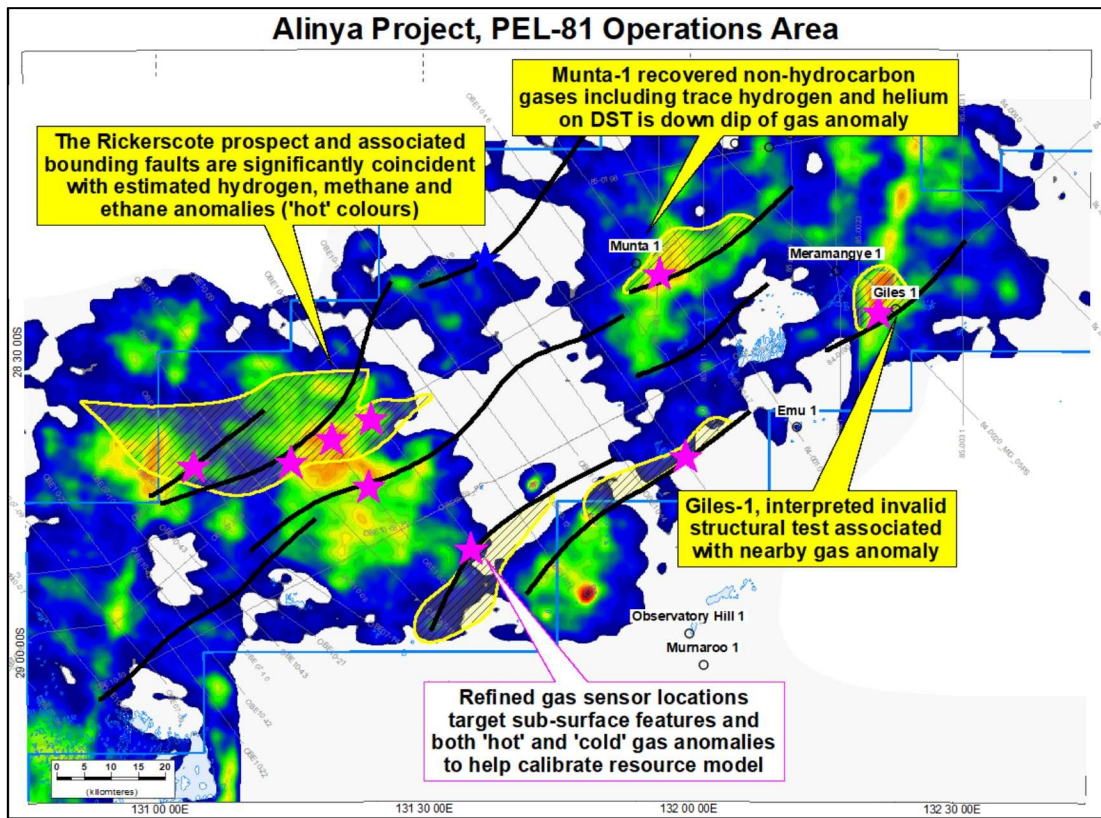 Alinya Project, PEL-81 Operations Area
Munta-1 recovered non-hydrocarbon
gases including trace hydrogen and helium
on DST is down dip of gas anomaly
The Rickerscote prospect and associated
bounding faults are significantly coincident
with estimated hydrogen, methane and
ethane anomalies ('hot' colours)
Munta 1
Meramangye 1
Giles 1
28 30 00S
Emu 1
Giles-1, interpreted invalid
structural test associated
with nearby gas anomaly
Observatory Hill 1
Murnaroo 1
29 00 00S
Refined gas sensor locations
target sub-surface features and
both 'hot' and 'cold' gas anomalies
to help calibrate resource model
0 5 10 15 20
(kilomteres)
131 00 00E
131 30 00E
132 00 00E
132 30 00E